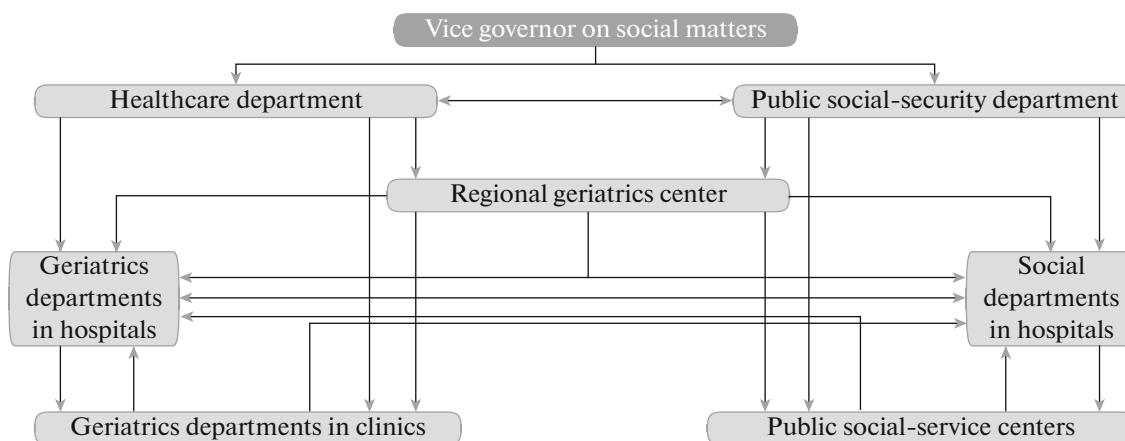 Vice governor on social matters
Healthcare department
Public social-security department
Regional geriatrics center
Geriatrics
departments
in hospitals
Social
departments
in hospitals
Geriatrics departments in clinics
Public social-service centers